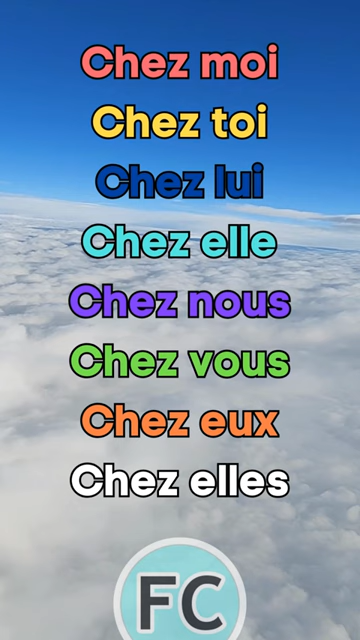 Chez moi
Chez toi
Chez lui
Chez elle
Chez nous
Chez vous
Chez eux
Chez elles
FC